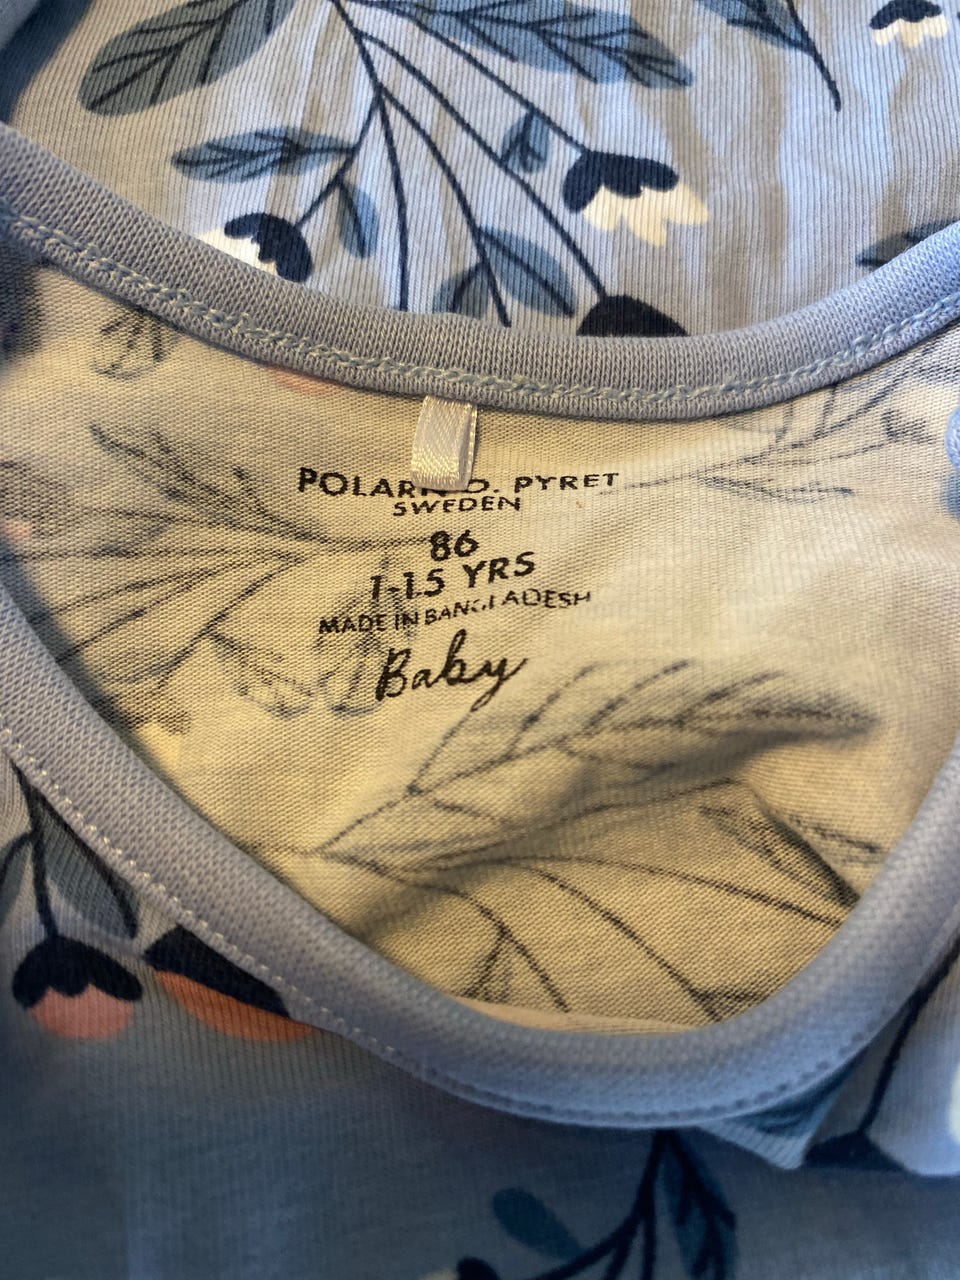 POLARN O. PYRET
SWEDEN
86
1-1.5 YRS
MADE IN BANGLADESH
Baby